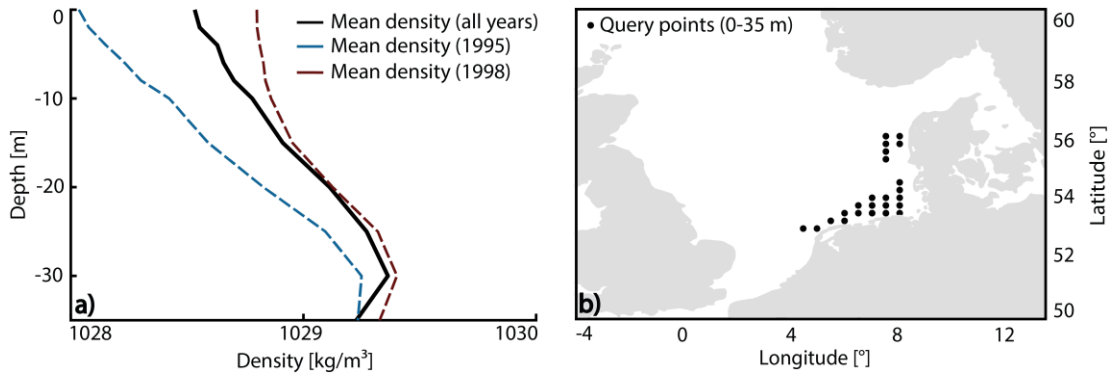 0
-10
-20
-30
Depth [m]
Mean density (all years)
Mean density (1995)
Mean density (1998)
a)
1028
1029
1030
Density [kg/m³]
Query points (0-35 m)
60
58
56
54
52
50
Latitude [°]
b)
-4
0
4
8
12
Longitude [°]